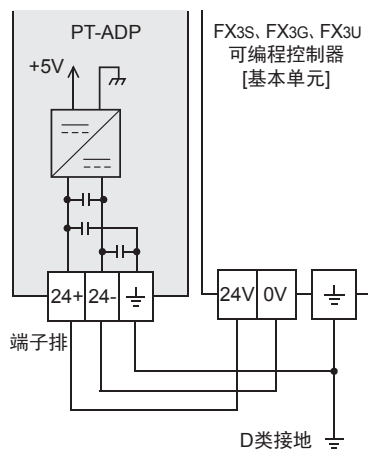 PT-ADP
+5V
FX3S、FX3G、FX3U
可编程控制器
[基本单元]
24+ 24-
24V 0V
端子排
D类接地